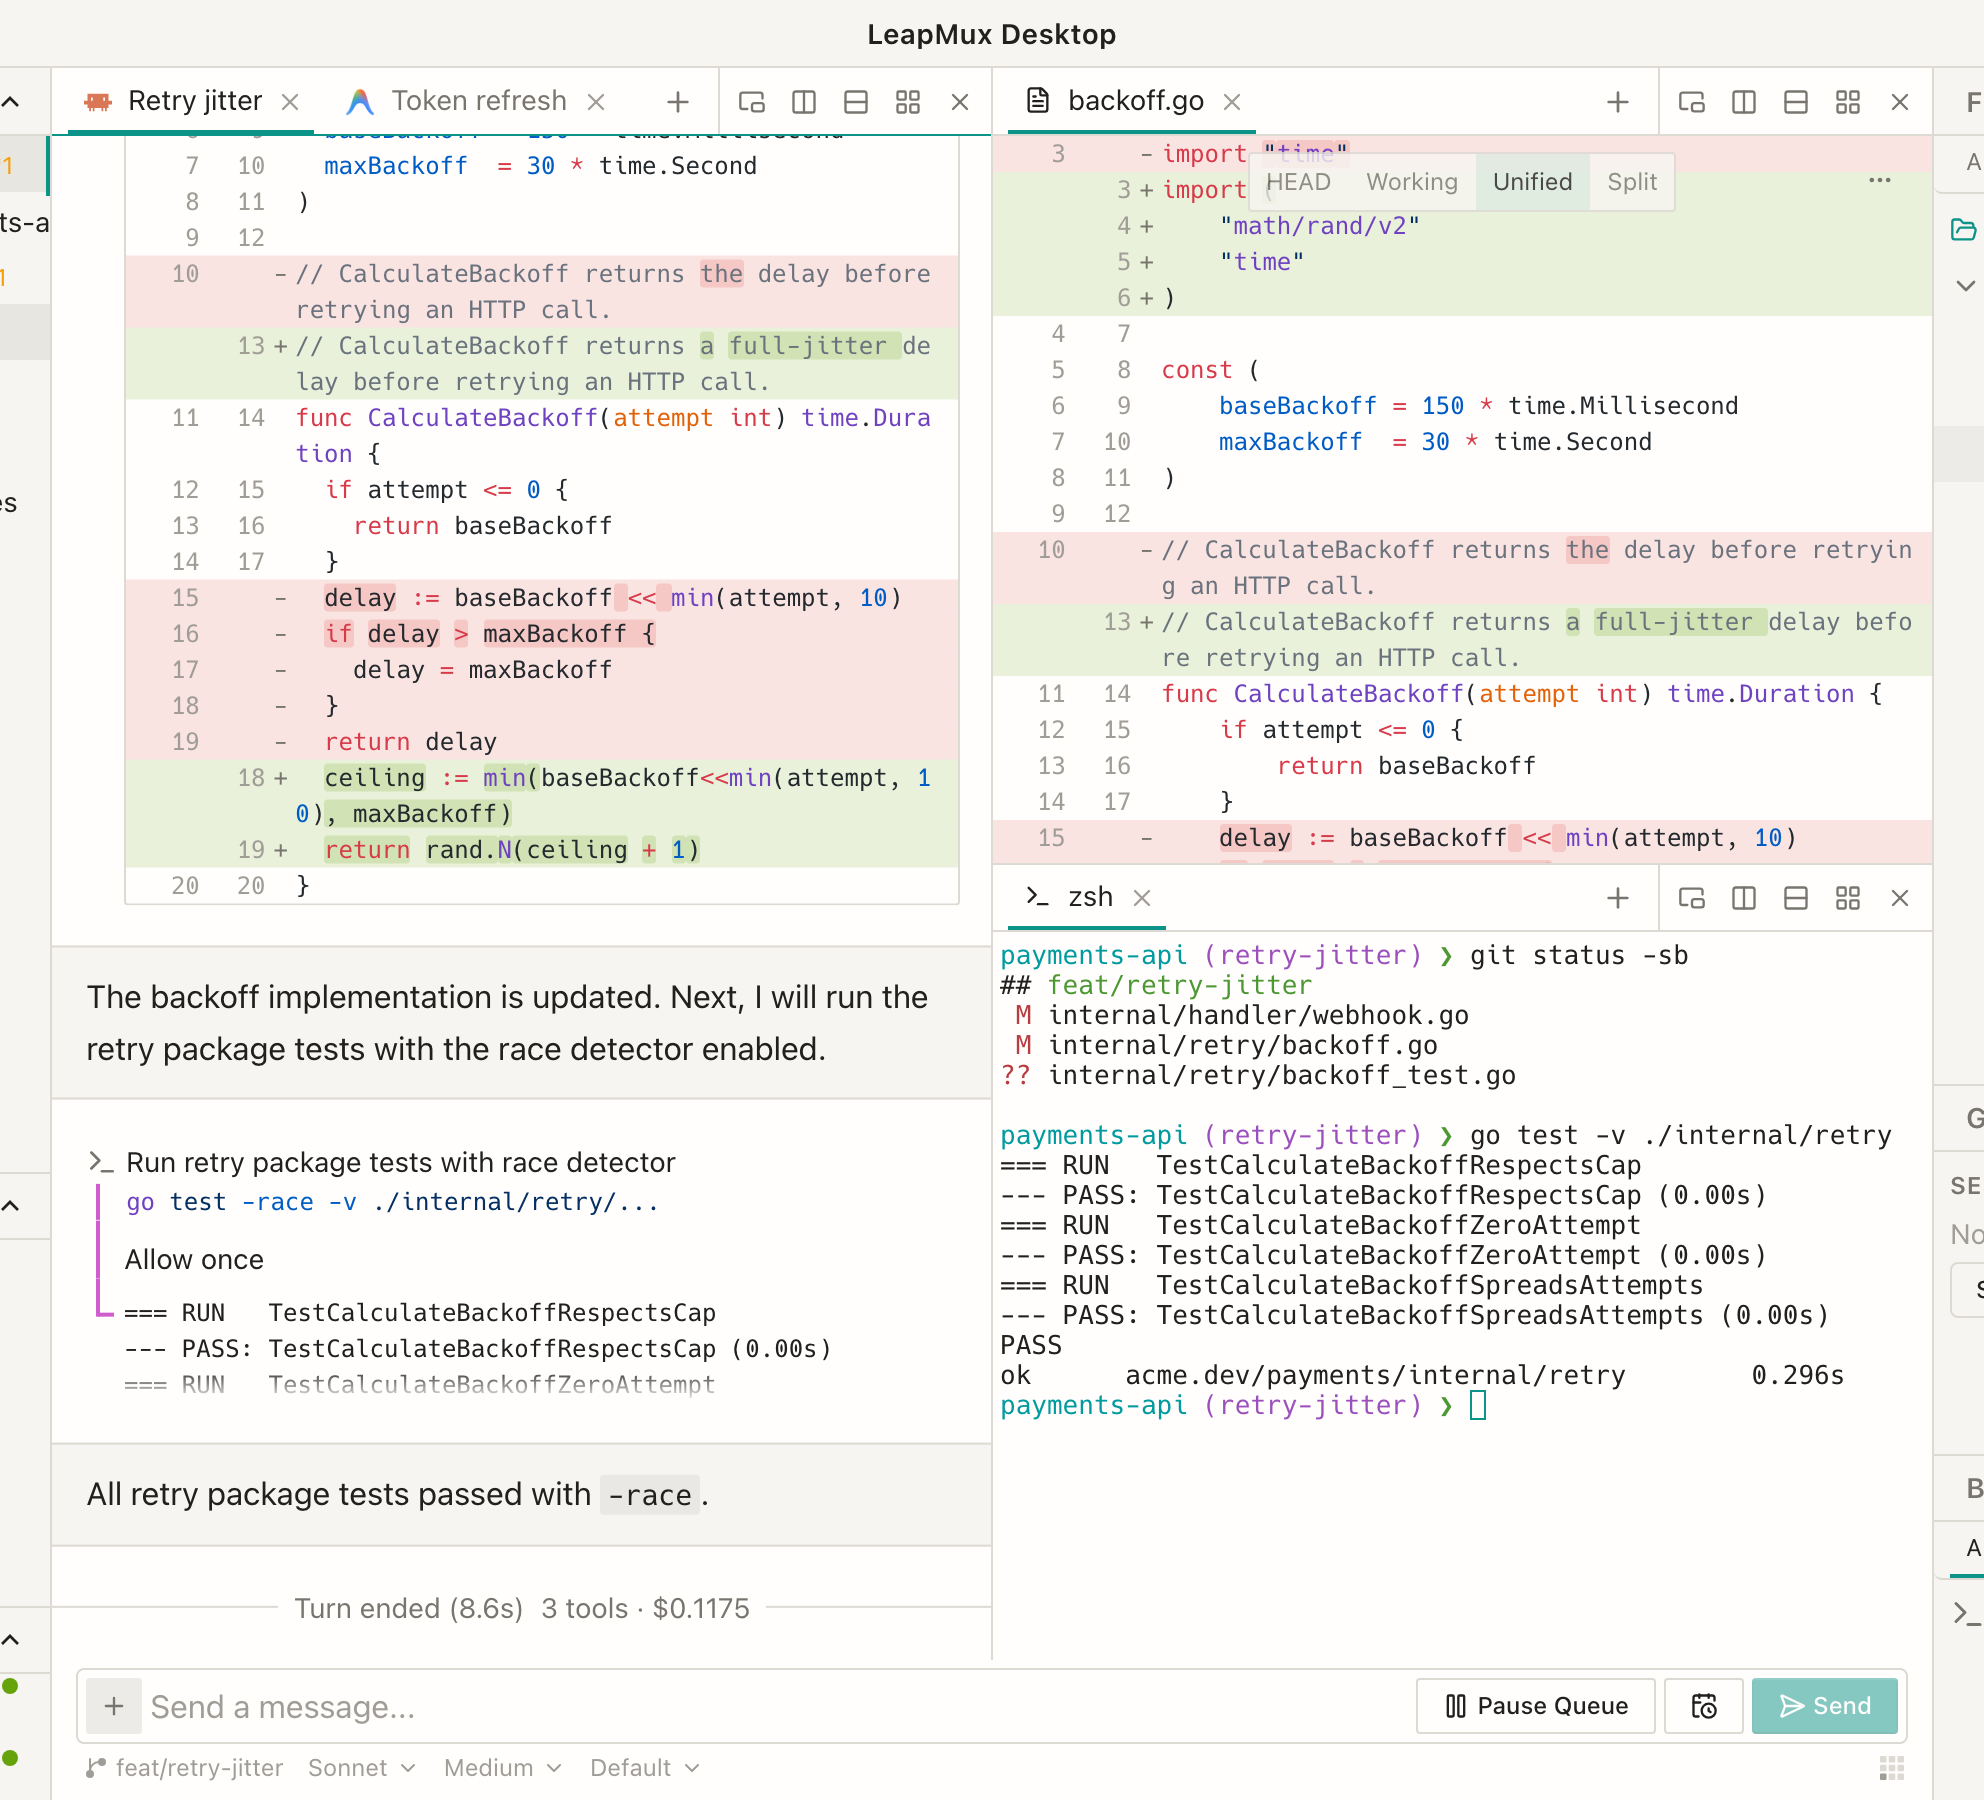 LeapMux Desktop
Retry jitter
Token refresh
7 10 maxBackoff = 30 * time.Second
8 11 )
9 12
10 - // CalculateBackoff returns the delay before
retrying an HTTP call.
13 + // CalculateBackoff returns a full-jitter de
lay before retrying an HTTP call.
11 14 func CalculateBackoff(attempt int) time.Dura
tion {
12 15 if attempt <= 0 {
13 16 return baseBackoff
14 17 }
15 - delay := baseBackoff << min(attempt, 10)
16 - if delay > maxBackoff {
17 - delay = maxBackoff
18 - }
19 - return delay
18 + ceiling := min(baseBackoff<<min(attempt, 1
0), maxBackoff)
19 + return rand.N(ceiling + 1)
20 20 }
The backoff implementation is updated. Next, I will run the
retry package tests with the race detector enabled.
Run retry package tests with race detector
go test -race -v ./internal/retry/...
Allow once
=== RUN TestCalculateBackoffRespectsCap
--- PASS: TestCalculateBackoffRespectsCap (0.00s)
=== RUN TestCalculateBackoffZeroAttempt
All retry package tests passed with -race.
Turn ended (8.6s) 3 tools · $0.1175
backoff.go
3 - import "time"
HEAD Working Unified Split
3 + import (
4 + "math/rand/v2"
5 + "time"
6 + )
4 7
5 8 const (
6 9 baseBackoff = 150 * time.Millisecond
7 10 maxBackoff = 30 * time.Second
8 11 )
9 12
10 - // CalculateBackoff returns the delay before retryin
g an HTTP call.
13 + // CalculateBackoff returns a full-jitter delay befo
re retrying an HTTP call.
11 14 func CalculateBackoff(attempt int) time.Duration {
12 15 if attempt <= 0 {
13 16 return baseBackoff
14 17 }
15 - delay := baseBackoff << min(attempt, 10)
zsh
payments-api (retry-jitter) ❯ git status -sb
## feat/retry-jitter
M internal/handler/webhook.go
M internal/retry/backoff.go
?? internal/retry/backoff_test.go
payments-api (retry-jitter) ❯ go test -v ./internal/retry
=== RUN TestCalculateBackoffRespectsCap
--- PASS: TestCalculateBackoffRespectsCap (0.00s)
=== RUN TestCalculateBackoffZeroAttempt
--- PASS: TestCalculateBackoffZeroAttempt (0.00s)
=== RUN TestCalculateBackoffSpreadsAttempts
--- PASS: TestCalculateBackoffSpreadsAttempts (0.00s)
PASS
ok acme.dev/payments/internal/retry 0.296s
payments-api (retry-jitter) ❯
Send a message...
Pause Queue
Send
feat/retry-jitter Sonnet Medium Default